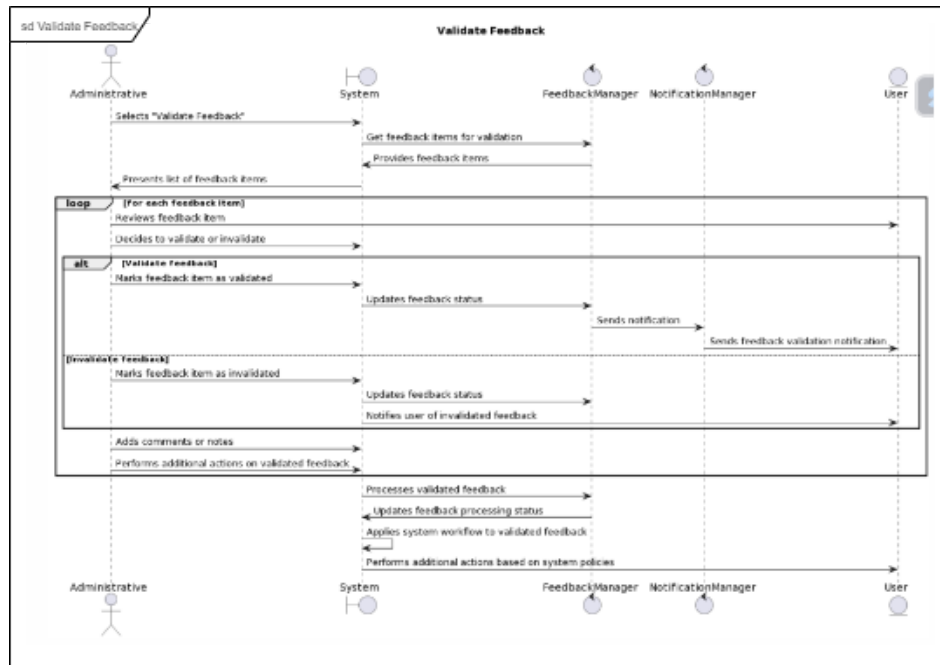 sd Validate Feedback
Validate Feedback
Administrative System FeedbackManager NotificationManager User
Selects "Validate Feedback"
Get feedback items for validation
Provides feedback items
Presents list of feedback items
loop [For each feedback item]
Reviews feedback item
Decides to validate or invalidate
alt [Validate Feedback]
Marks feedback item as validated
Updates feedback status
Sends notification
Sends feedback validation notification
[Invalidate Feedback]
Marks feedback item as invalidated
Updates feedback status
Notifies user of invalidated feedback
Adds comments or notes
Performs additional actions on validated feedback
Processes validated feedback
Updates feedback processing status
Applies system workflow to validated feedback
Performs additional actions based on system policies
Administrative System FeedbackManager NotificationManager User